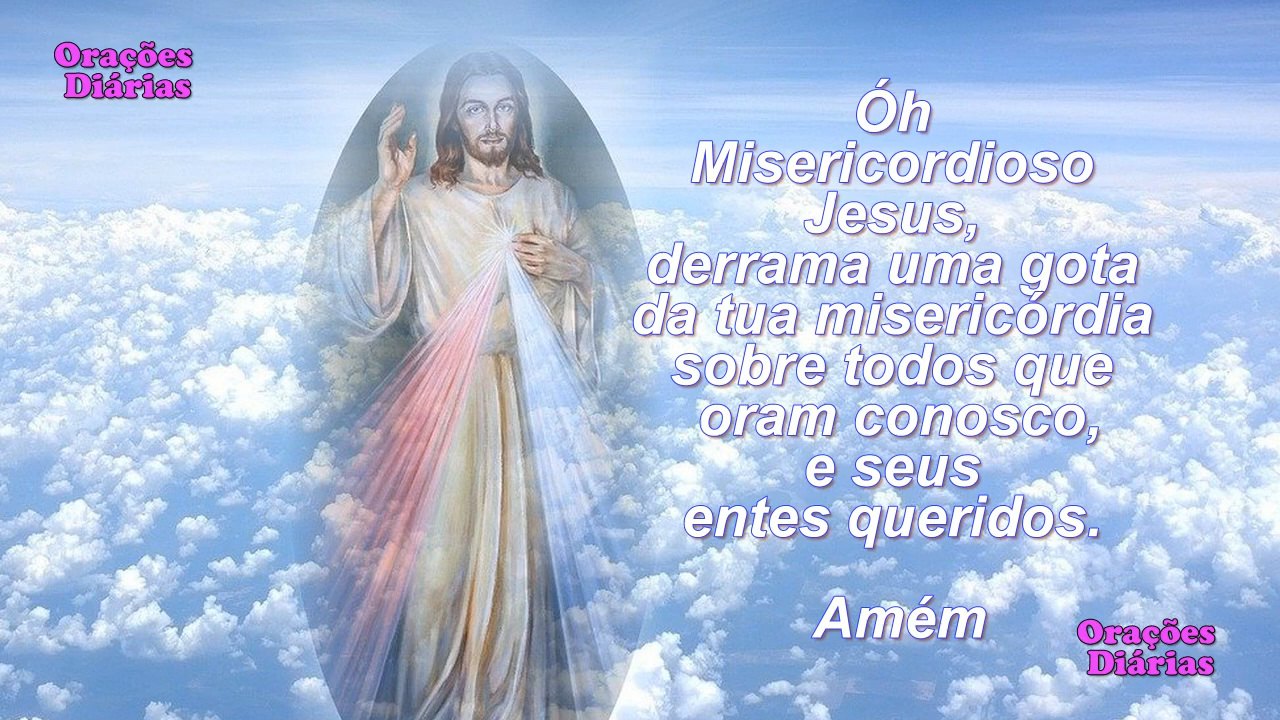 Orações
Diárias
Óh
Misericordioso
Jesus,
derrama uma gota
da tua misericórdia
sobre todos que
oram conosco,
e seus
entes queridos.
Amém
Orações
Diárias